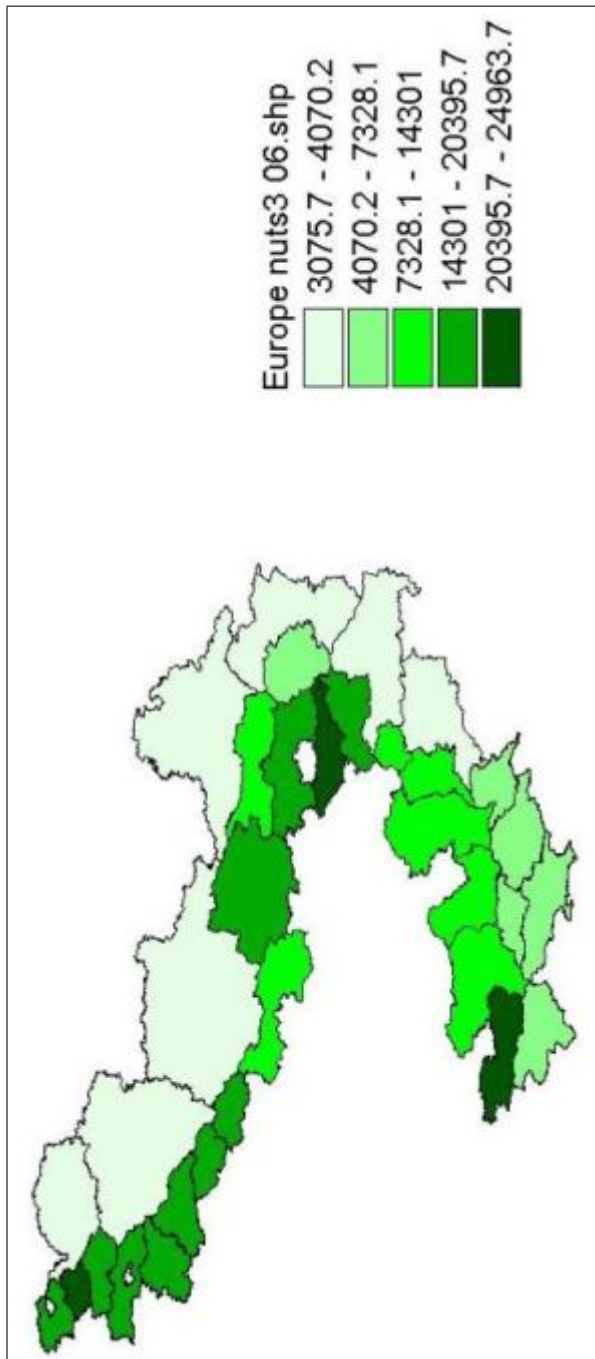 Europe nuts3 06.shp
3075.7 - 4070.2
4070.2 - 7328.1
7328.1 - 14301
14301 - 20395.7
20395.7 - 24963.7